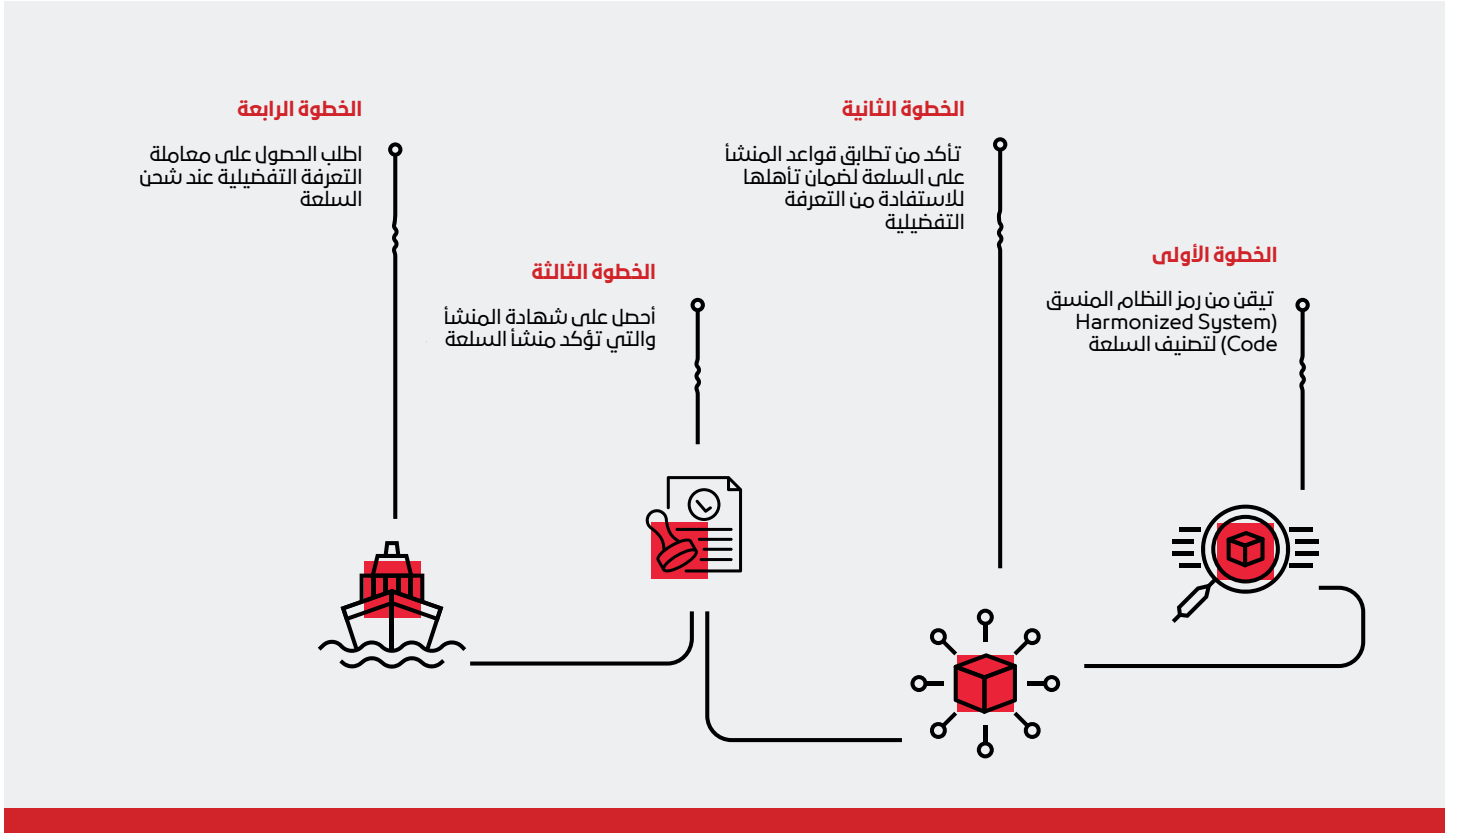 الخطوة الأولى
تيقن من رمز النظام المنسق
(Harmonized System
Code) لتصنيف السلعة
الخطوة الثانية
تأكد من تطابق قواعد المنشأ
على السلعة لضمان تأهلها
للاستفادة من التعرفة
التفضيلية
الخطوة الثالثة
أحصل على شهادة المنشأ
والتي تؤكد منشأ السلعة
الخطوة الرابعة
اطلب الحصول على معاملة
التعرفة التفضيلية عند شحن
السلعة